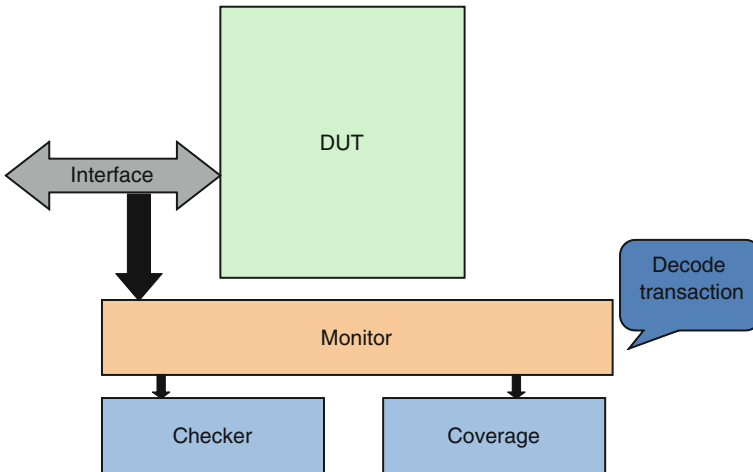 DUT
Interface
Decode
transaction
Monitor
Checker
Coverage